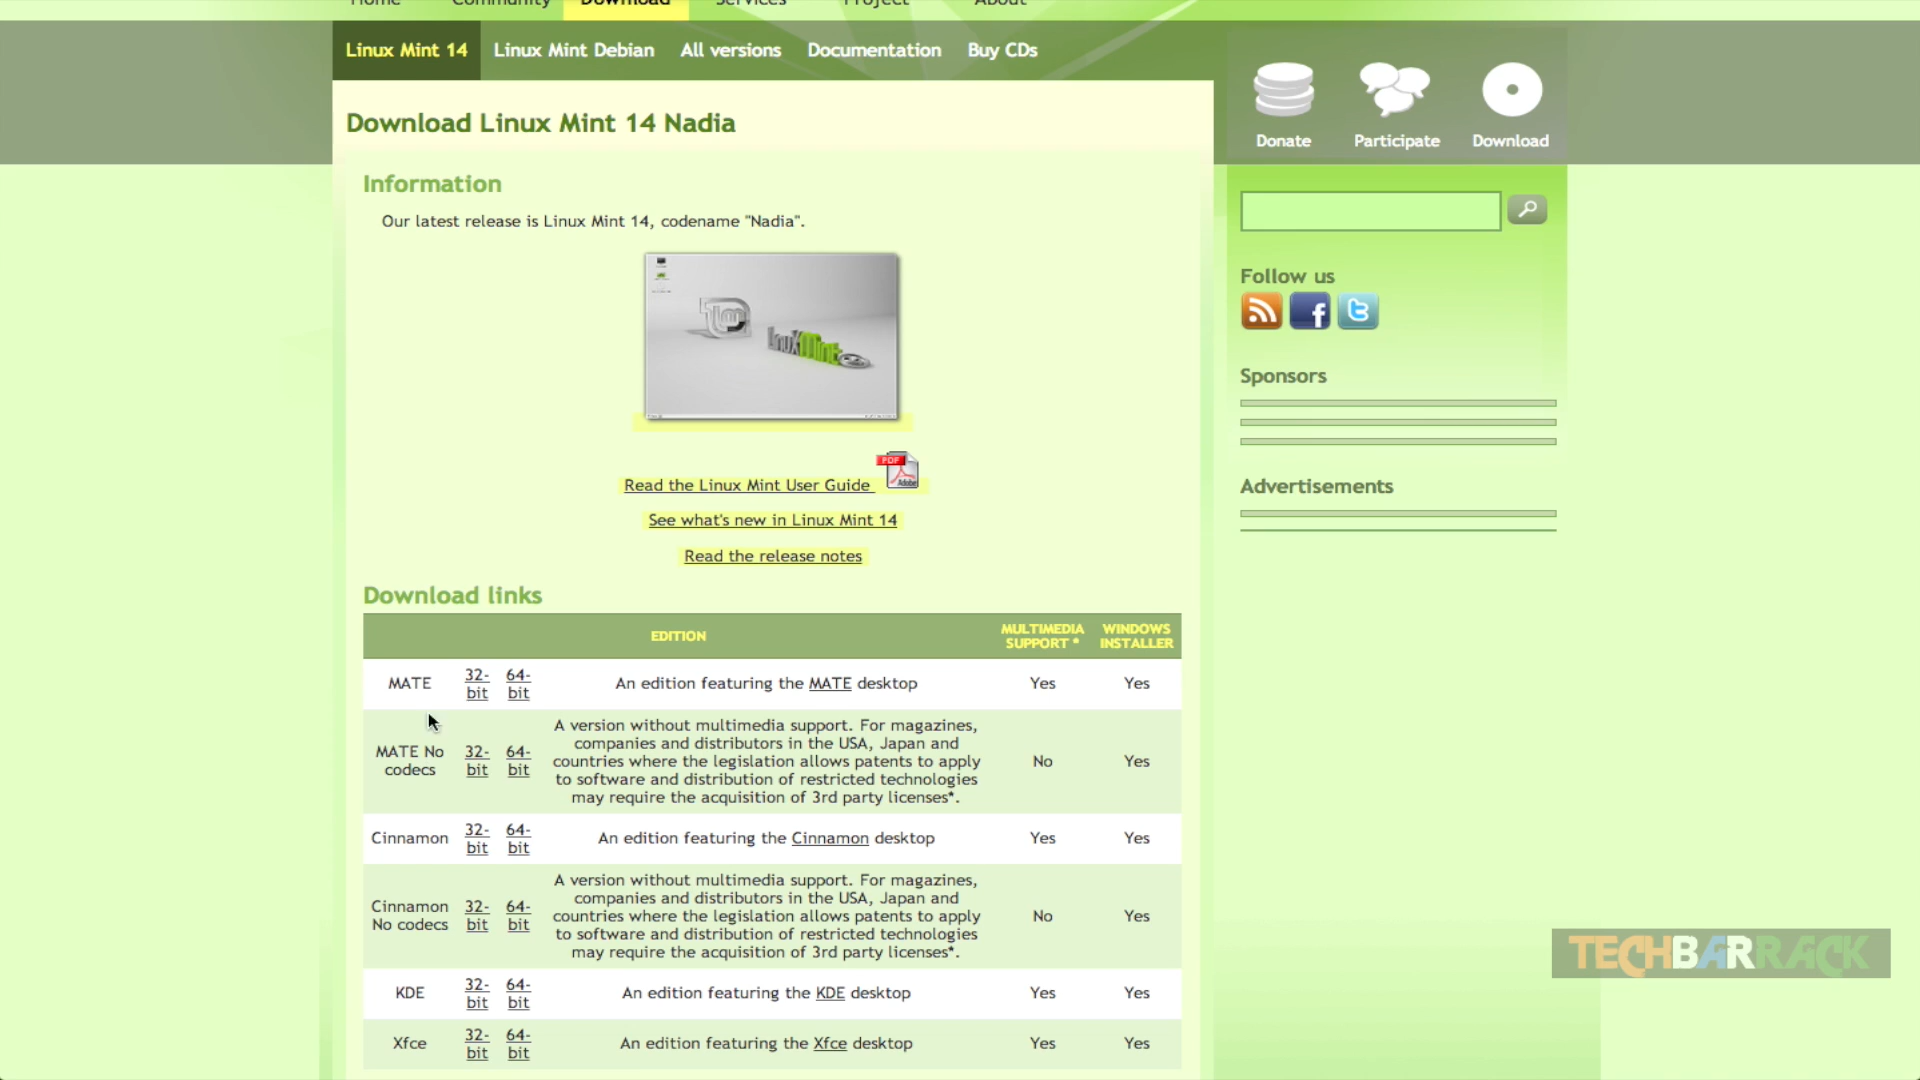 Home Community Download Services Project About
Linux Mint 14 Linux Mint Debian All versions Documentation Buy CDs
Donate Participate Download
Download Linux Mint 14 Nadia
Information
Our latest release is Linux Mint 14, codename "Nadia".
LinuxMint
PDF
Adobe
Read the Linux Mint User Guide
See what's new in Linux Mint 14
Read the release notes
Follow us
Sponsors
Advertisements
Download links
EDITION MULTIMEDIA SUPPORT * WINDOWS INSTALLER
MATE 32-bit 64-bit An edition featuring the MATE desktop Yes Yes
MATE No codecs 32-bit 64-bit A version without multimedia support. For magazines,
companies and distributors in the USA, Japan and
countries where the legislation allows patents to apply
to software and distribution of restricted technologies
may require the acquisition of 3rd party licenses*. No Yes
Cinnamon 32-bit 64-bit An edition featuring the Cinnamon desktop Yes Yes
Cinnamon No codecs 32-bit 64-bit A version without multimedia support. For magazines,
companies and distributors in the USA, Japan and
countries where the legislation allows patents to apply
to software and distribution of restricted technologies
may require the acquisition of 3rd party licenses*. No Yes
KDE 32-bit 64-bit An edition featuring the KDE desktop Yes Yes
Xfce 32-bit 64-bit An edition featuring the Xfce desktop Yes Yes
TECHBARRACK